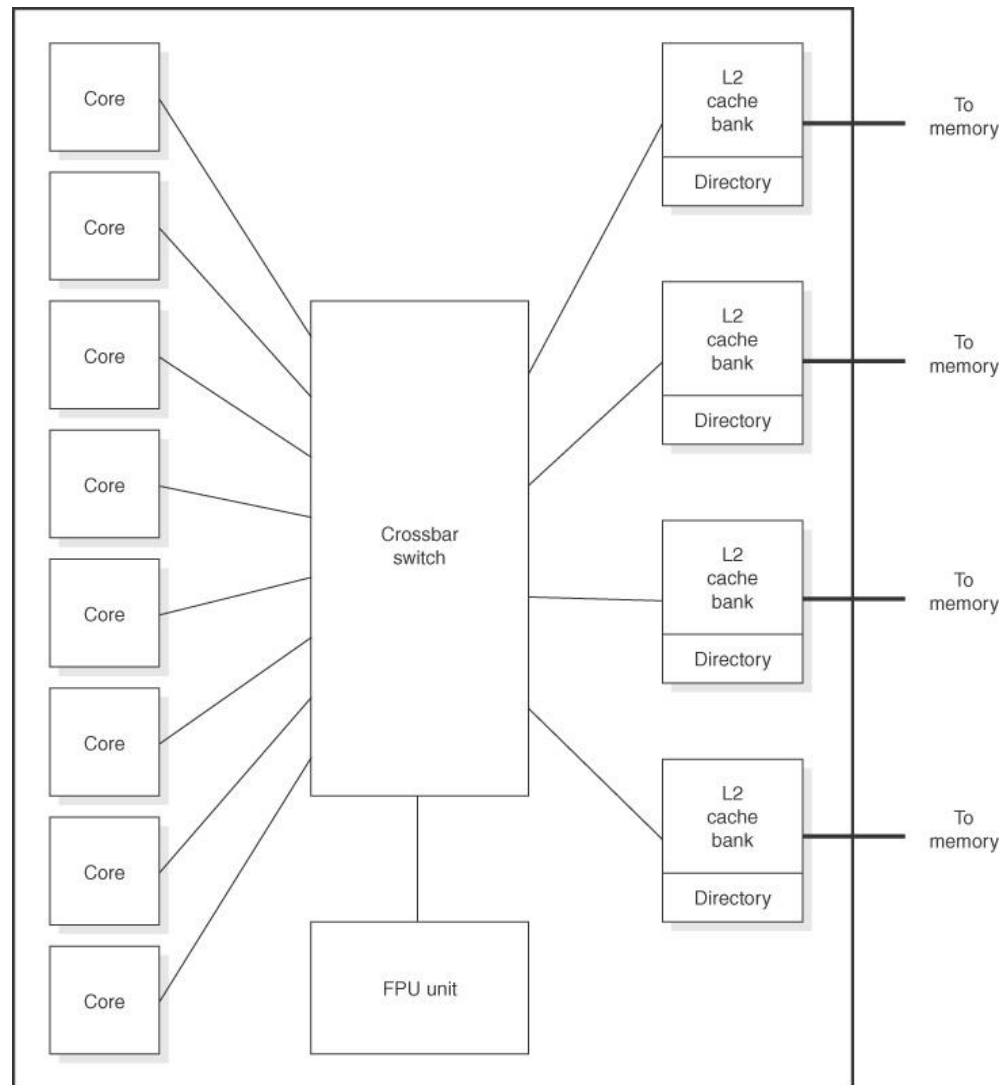 Core
Core
Core
Core
Core
Core
Core
Core
Crossbar
switch
FPU unit
L2
cache
bank
Directory
To
memory
L2
cache
bank
Directory
To
memory
L2
cache
bank
Directory
To
memory
L2
cache
bank
Directory
To
memory